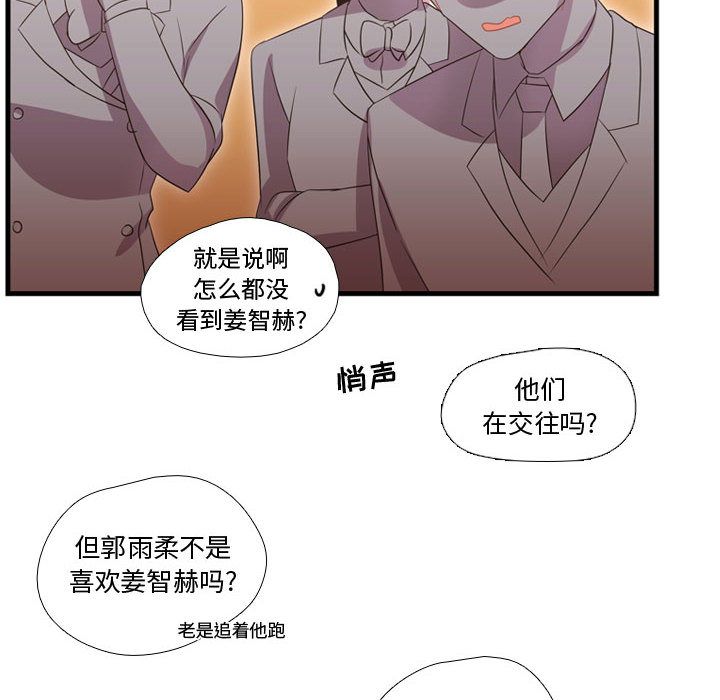 就是说啊
怎么都没
看到姜智赫?
悄声
他们
在交往吗?
但郭雨柔不是
喜欢姜智赫吗?
老是追着他跑